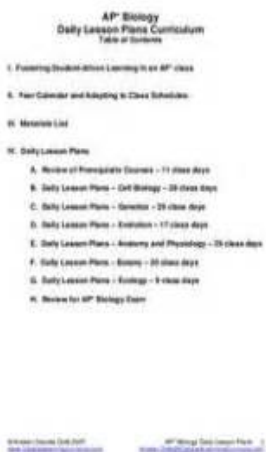 AP* Biology
Daily Lesson Plans Curriculum
Table of Contents
I. Fostering Student-driven Learning in an AP* class
II. Year Calendar and Adapting to Class Schedules
III. Materials List
IV. Daily Lesson Plans
A. Review of Prerequisite Courses – 11 class days
B. Daily Lesson Plans – Cell Biology – class days
C. Daily Lesson Plans – Genetics – class days
D. Daily Lesson Plans – Evolution – 17 class days
E. Daily Lesson Plans – Anatomy and Physiology – class days
F. Daily Lesson Plans – Botany – class days
G. Daily Lesson Plans – Ecology – 9 class days
H. Review for AP* Biology Exam
AP* Biology Daily Lesson Plans